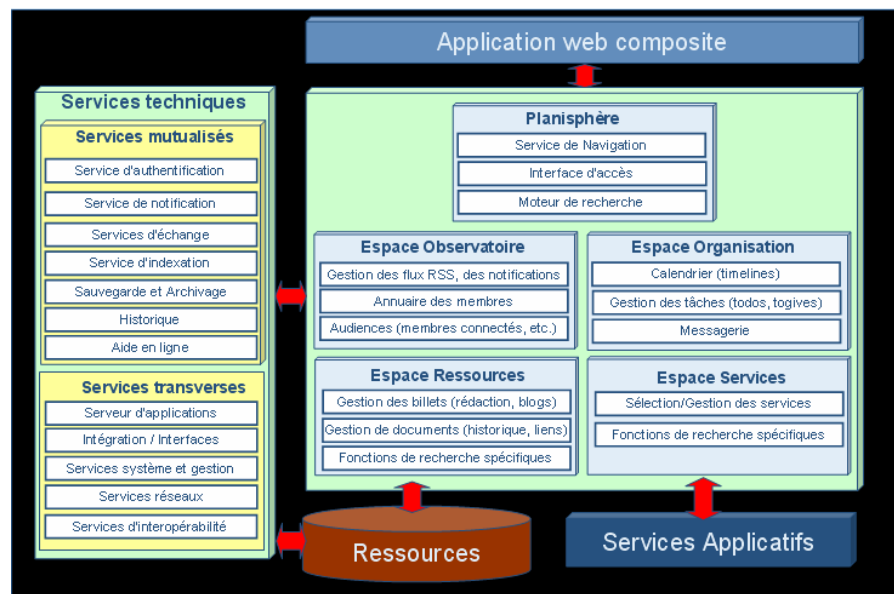 Application web composite
Services techniques
Services mutualisés
Service d'authentification
Service de notification
Services d'échange
Service d'indexation
Sauvegarde et Archivage
Historique
Aide en ligne
Services transverses
Serveur d'applications
Intégration / Interfaces
Services système et gestion
Services réseaux
Services d'interopérabilité
Planisphère
Service de Navigation
Interface d'accès
Moteur de recherche
Espace Observatoire
Gestion des flux RSS, des notifications
Annuaire des membres
Audiences (membres connectés, etc.)
Espace Organisation
Calendrier (timelines)
Gestion des tâches (todos, togives)
Messagerie
Espace Ressources
Gestion des billets (rédaction, blogs)
Gestion de documents (historique, liens)
Fonctions de recherche spécifiques
Espace Services
Sélection/Gestion des services
Fonctions de recherche spécifiques
Ressources
Services Applicatifs